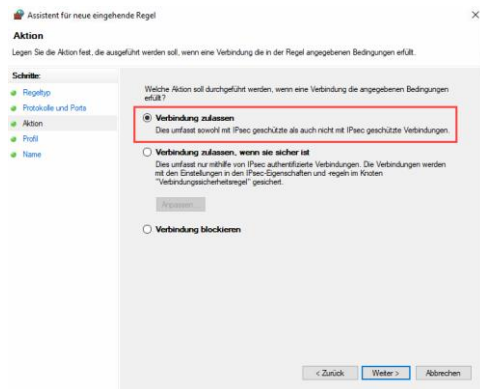 Assistent für neue eingehende Regel
Aktion
Legen Sie die Aktion fest, die ausgeführt werden soll, wenn eine Verbindung die in der Regel angegebenen Bedingungen erfüllt.
Schritte:
Regeltyp
Protokolle und Ports
Aktion
Profil
Name
Welche Aktion soll durchgeführt werden, wenn eine Verbindung die angegebenen Bedingungen
erfüllt?
Verbindung zulassen
Dies umfasst sowohl mit IPsec geschützte als auch nicht mit IPsec geschützte Verbindungen.
Verbindung zulassen, wenn sie sicher ist
Dies umfasst nur mithilfe von IPsec authentifizierte Verbindungen. Die Verbindungen werden
mit den Einstellungen in den IPsec-Eigenschaften und -regeln im Knoten
"Verbindungssicherheitsregel" gesichert.
Anpassen...
Verbindung blockieren
< Zurück
Weiter >
Abbrechen